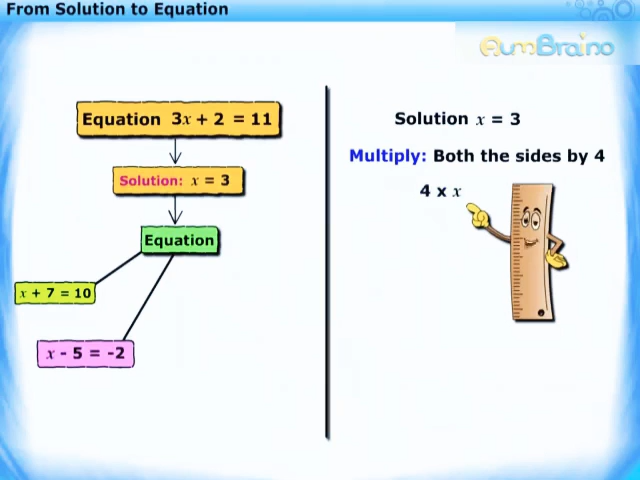 From Solution to Equation
AumBraino
Equation 3x + 2 = 11
Solution: x = 3
Equation
x + 7 = 10
x - 5 = -2
Solution x = 3
Multiply: Both the sides by 4
4 x x